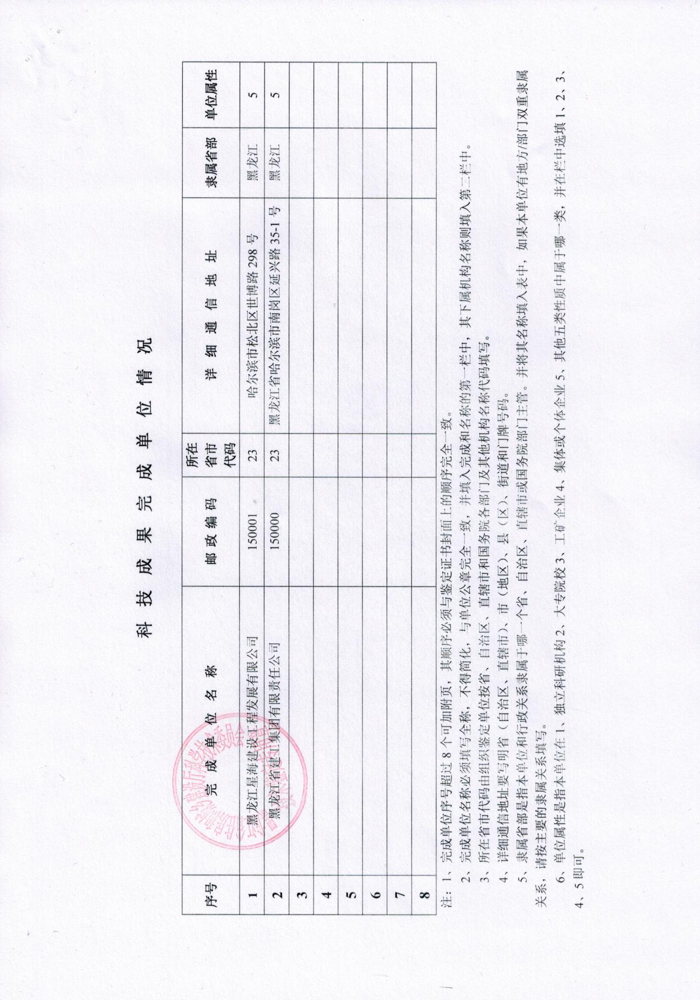 科技成果完成单位情况
序号 完成单位名称 邮政编码 所在省市代码 详细通信地址 隶属省部 单位属性
1 黑龙江星海建设工程发展有限公司 150001 23 哈尔滨市松北区世博路 298 号 黑龙江 5
2 黑龙江省建工集团有限责任公司 150000 23 黑龙江省哈尔滨市南岗区延兴路 35-1 号 黑龙江 5
3
4
5
6
7
8
注：1、完成单位序号超过 8 个可加附页，其顺序必须与鉴定证书封面上的顺序完全一致。
2、完成单位名称必须填写全称，不得简化，与单位公章完全一致，并填入完成和名称的第一栏中，其下属机构名称则填入第二栏中。
3、所在省市代码由组织鉴定单位按省、自治区、直辖市和国务院各部门及其他机构名称代码填写。
4、详细通信地址要写明省（自治区、直辖市）、市（地区）、县（区）、街道和门牌号码。
5、隶属省部是指本单位和行政关系隶属于哪一个省、自治区、直辖市或国务院部门主管。并将其名称填入表中，如果本单位有地方/部门双重隶属
关系，请按主要的隶属关系填写。
6、单位属性是指本单位在 1、独立科研机构 2、大专院校 3、工矿企业 4、集体或个体企业 5、其他五类性质中属于哪一类，并在栏中选填 1、2、3、
4、5 即可。